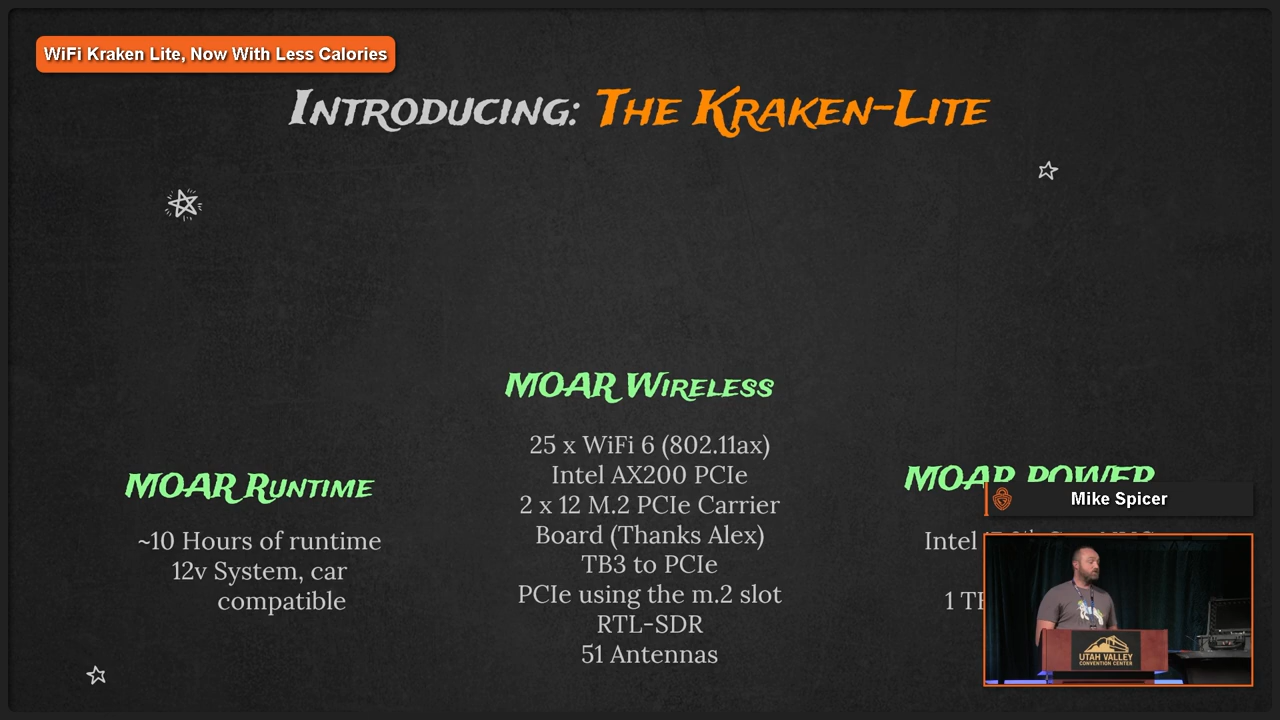 WiFi Kraken Lite, Now With Less Calories
Introducing: The Kraken-Lite
MOAR Runtime
~10 Hours of runtime
12v System, car
compatible
MOAR Wireless
25 x WiFi 6 (802.11ax)
Intel AX200 PCIe
2 x 12 M.2 PCIe Carrier
Board (Thanks Alex)
TB3 to PCIe
PCIe using the m.2 slot
RTL-SDR
51 Antennas
MOAR POWER
Intel
1
Mike Spicer
UTAH VALLEY
CONVENTION CENTER